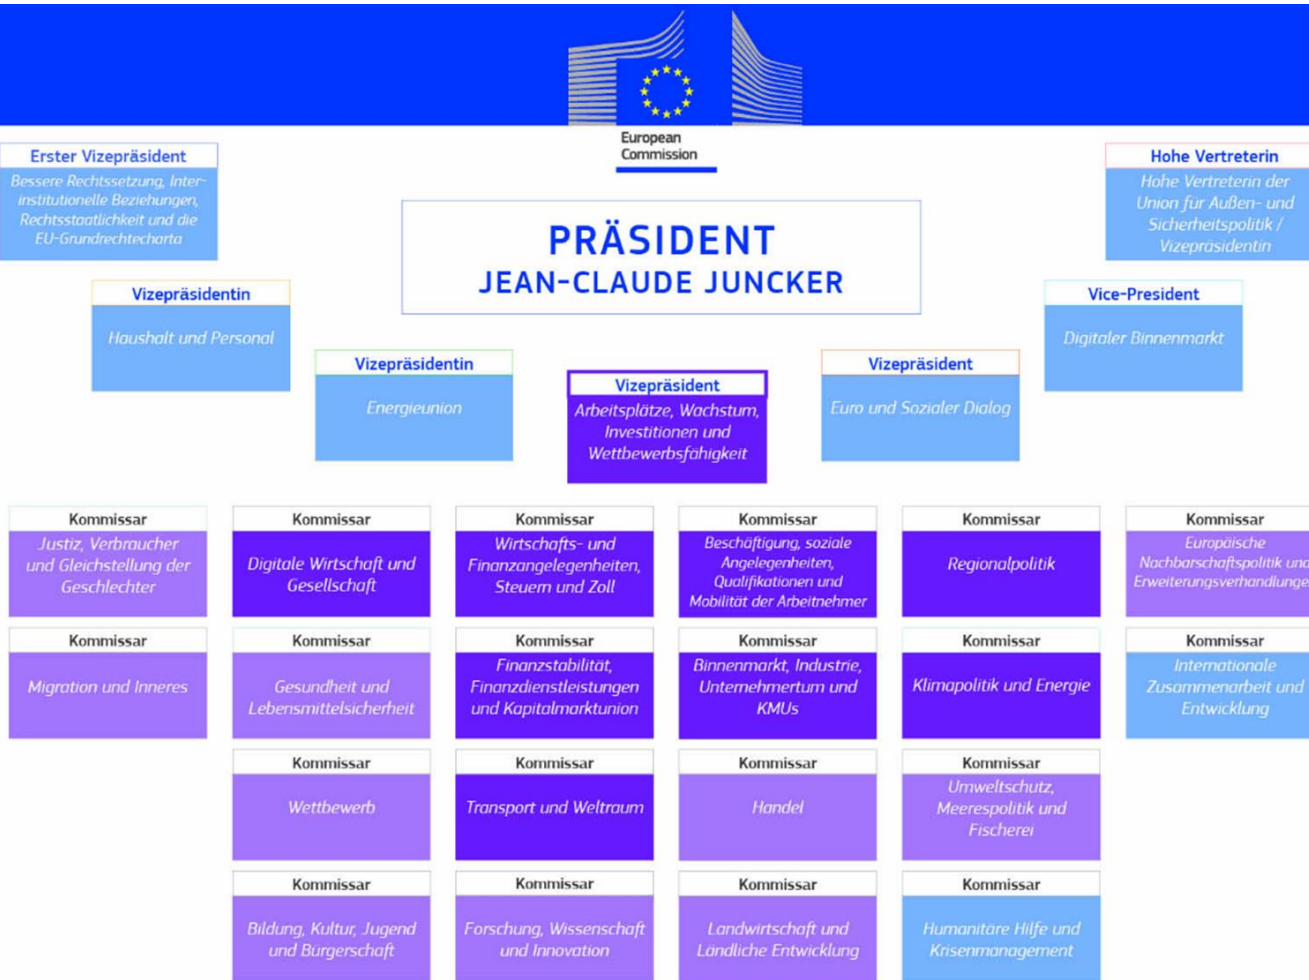 European
Commission
Erster Vizepräsident
Bessere Rechtssetzung, Inter-
institutionelle Beziehungen,
Rechtsstaatlichkeit und die
EU-Grundrechtecharta
Hohe Vertreterin
Hohe Vertreterin der
Union für Außen- und
Sicherheitspolitik /
Vizepräsidentin
PRÄSIDENT
JEAN-CLAUDE JUNCKER
Vizepräsidentin
Haushalt und Personal
Vice-President
Digitaler Binnenmarkt
Vizepräsidentin
Energieunion
Vizepräsident
Arbeitsplätze, Wachstum,
Investitionen und
Wettbewerbsfähigkeit
Vizepräsident
Euro und Sozialer Dialog
Kommissar
Justiz, Verbraucher
und Gleichstellung der
Geschlechter
Kommissar
Digitale Wirtschaft und
Gesellschaft
Kommissar
Wirtschafts- und
Finanzangelegenheiten,
Steuern und Zoll
Kommissar
Beschäftigung, soziale
Angelegenheiten,
Qualifikationen und
Mobilität der Arbeitnehmer
Kommissar
Regionalpolitik
Kommissar
Europäische
Nachbarschaftspolitik und
Erweiterungsverhandlunge
Kommissar
Migration und Inneres
Kommissar
Gesundheit und
Lebensmittelsicherheit
Kommissar
Finanzstabilität,
Finanzdienstleistungen
und Kapitalmarktunion
Kommissar
Binnenmarkt, Industrie,
Unternehmertum und
KMUs
Kommissar
Klimapolitik und Energie
Kommissar
Internationale
Zusammenarbeit und
Entwicklung
Kommissar
Wettbewerb
Kommissar
Transport und Weltraum
Kommissar
Handel
Kommissar
Umweltschutz,
Meerespolitik und
Fischerei
Kommissar
Bildung, Kultur, Jugend
und Bürgerschaft
Kommissar
Forschung, Wissenschaft
und Innovation
Kommissar
Landwirtschaft und
Ländliche Entwicklung
Kommissar
Humanitäre Hilfe und
Krisenmanagement